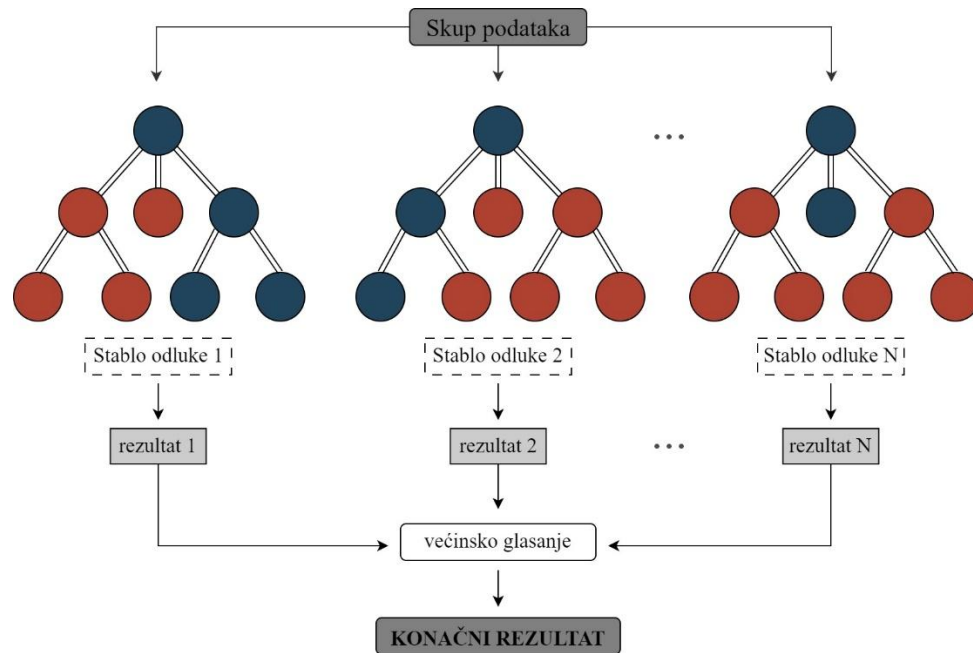 Skup podataka
...
Stablo odluke 1
Stablo odluke 2
Stablo odluke N
rezultat 1
rezultat 2
...
rezultat N
većinsko glasanje
KONAČNI REZULTAT